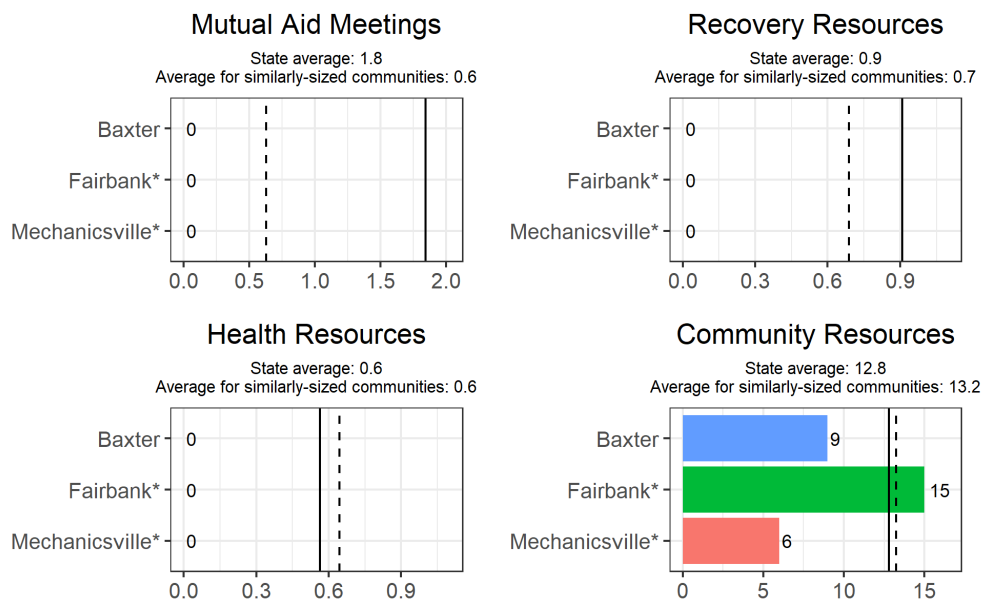 Mutual Aid Meetings
State average: 1.8
Average for similarly-sized communities: 0.6
Baxter 0
Fairbank* 0
Mechanicsville* 0
0.0 0.5 1.0 1.5 2.0
Recovery Resources
State average: 0.9
Average for similarly-sized communities: 0.7
Baxter 0
Fairbank* 0
Mechanicsville* 0
0.0 0.3 0.6 0.9
Health Resources
State average: 0.6
Average for similarly-sized communities: 0.6
Baxter 0
Fairbank* 0
Mechanicsville* 0
0.0 0.3 0.6 0.9
Community Resources
State average: 12.8
Average for similarly-sized communities: 13.2
Baxter 9
Fairbank* 15
Mechanicsville* 6
0 5 10 15